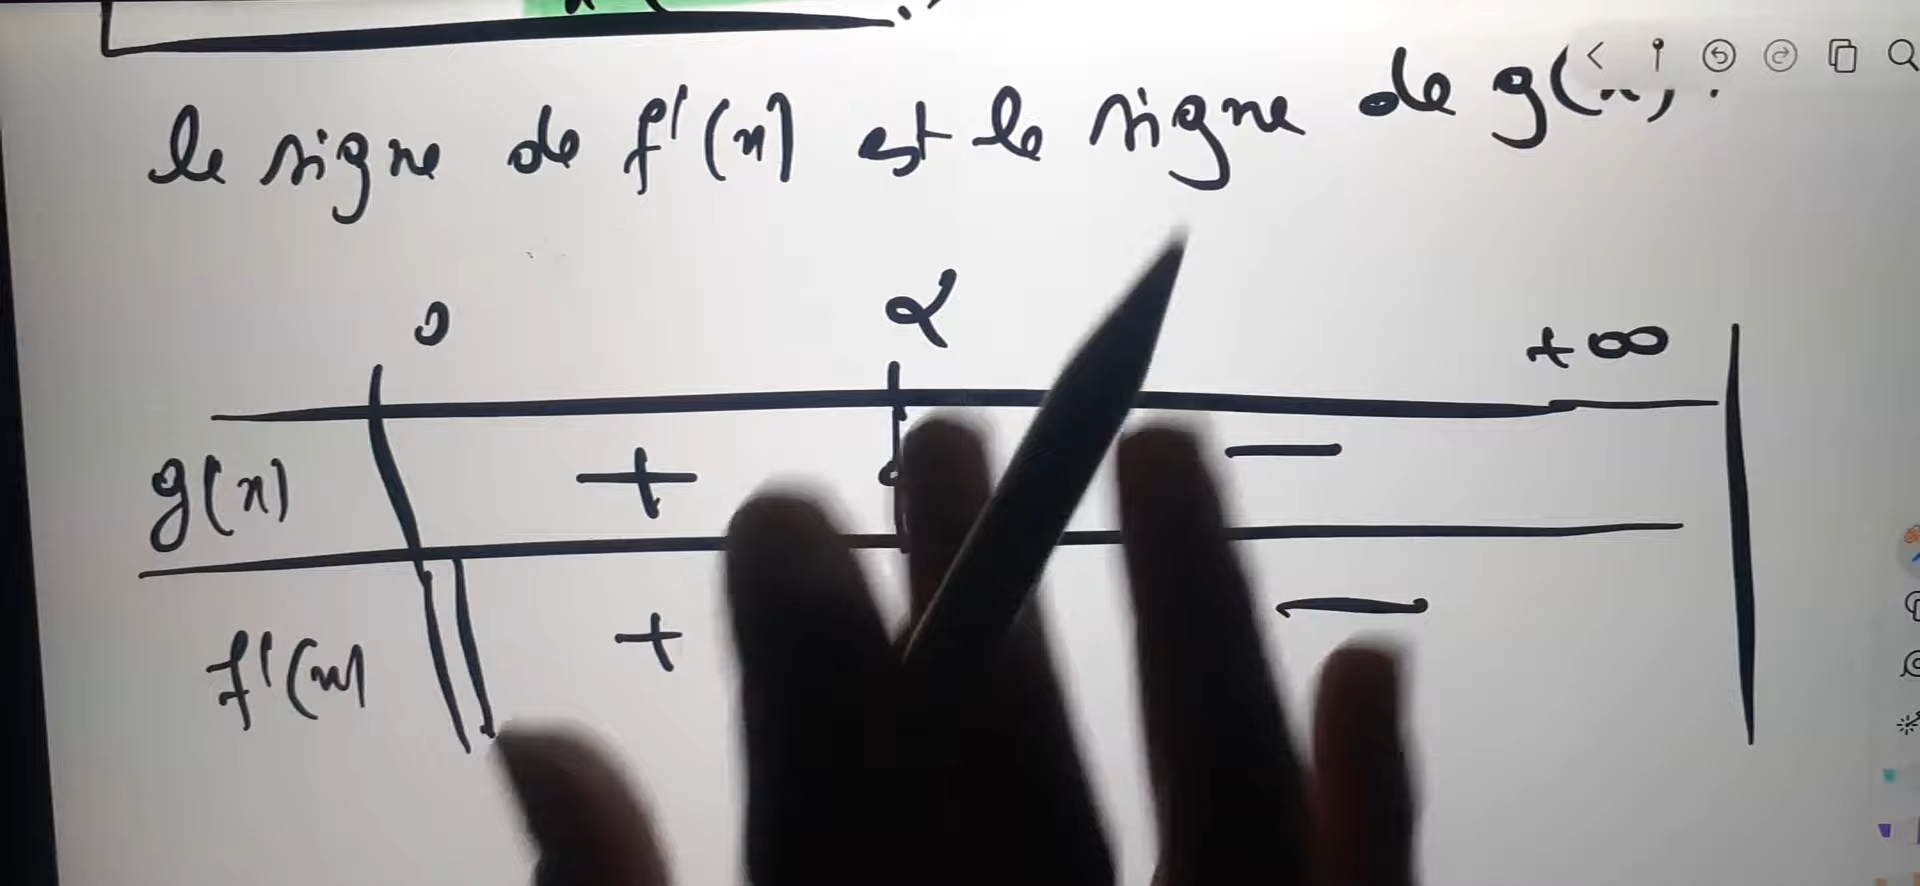 le signe de f'(x) est le signe de g(x)
0 α +∞
g(x) + 0 −
f'(x) + −